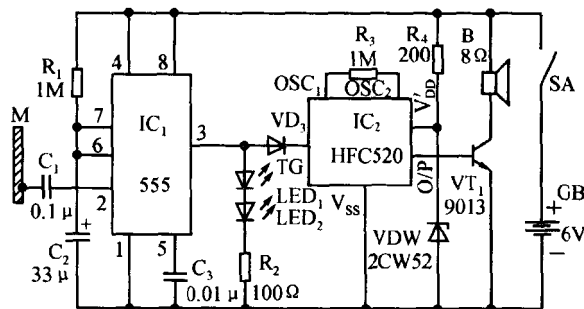 R₁
1M
M
C₁
0.1 μ
C₂
33 μ
+
4
8
7
6
2
3
1
5
IC₁
555
C₃
0.01 μ
VD₃
TG
LED₁
LED₂
R₂
100Ω
R₃
1M
OSC₁
OSC₂
IC₂
HFC520
V_SS
V'_DD
O/P
R₄
200
VDW
2CW52
B
8Ω
VT₁
9013
SA
GB
+
6V
−